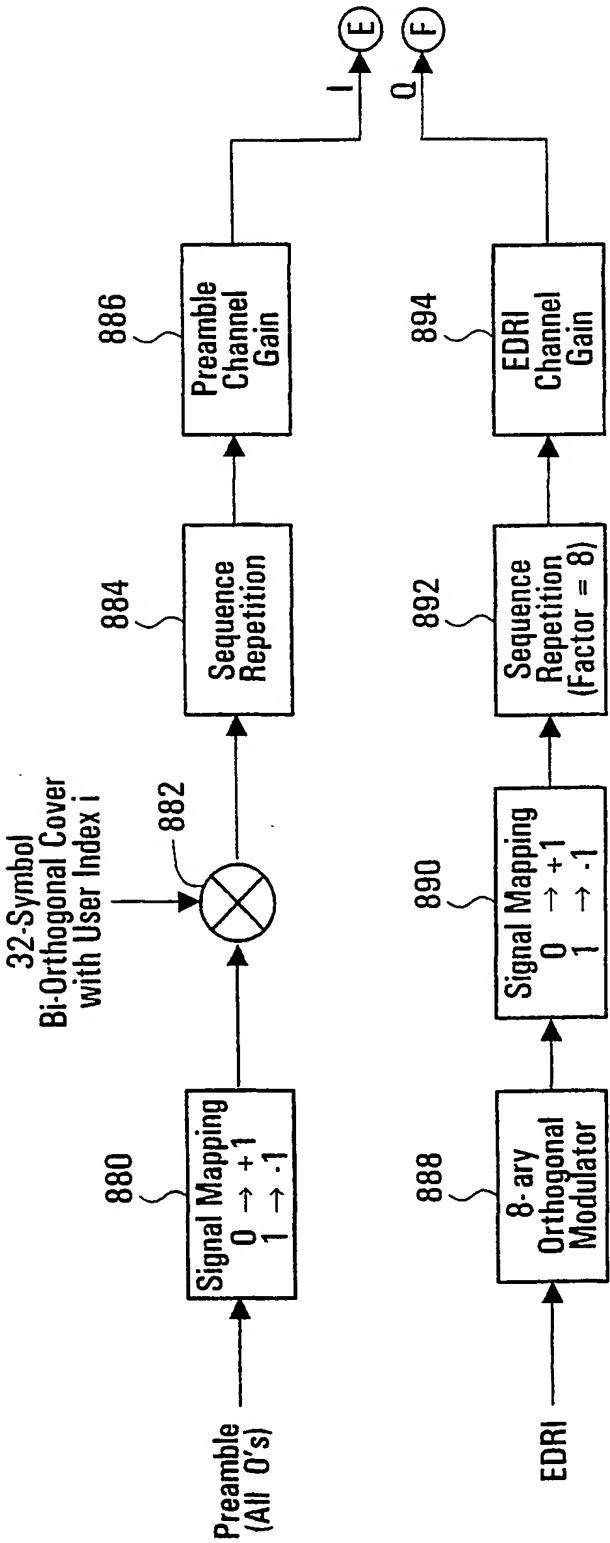 Preamble
(All 0's)
880
Signal Mapping
0 → +1
1 → -1
32-Symbol
Bi-Orthogonal Cover
with User Index i
882
884
Sequence
Repetition
886
Preamble
Channel
Gain
I
E
EDRI
888
8-ary
Orthogonal
Modulator
890
Signal Mapping
0 → +1
1 → -1
892
Sequence
Repetition
(Factor = 8)
894
EDRI
Channel
Gain
Q
F